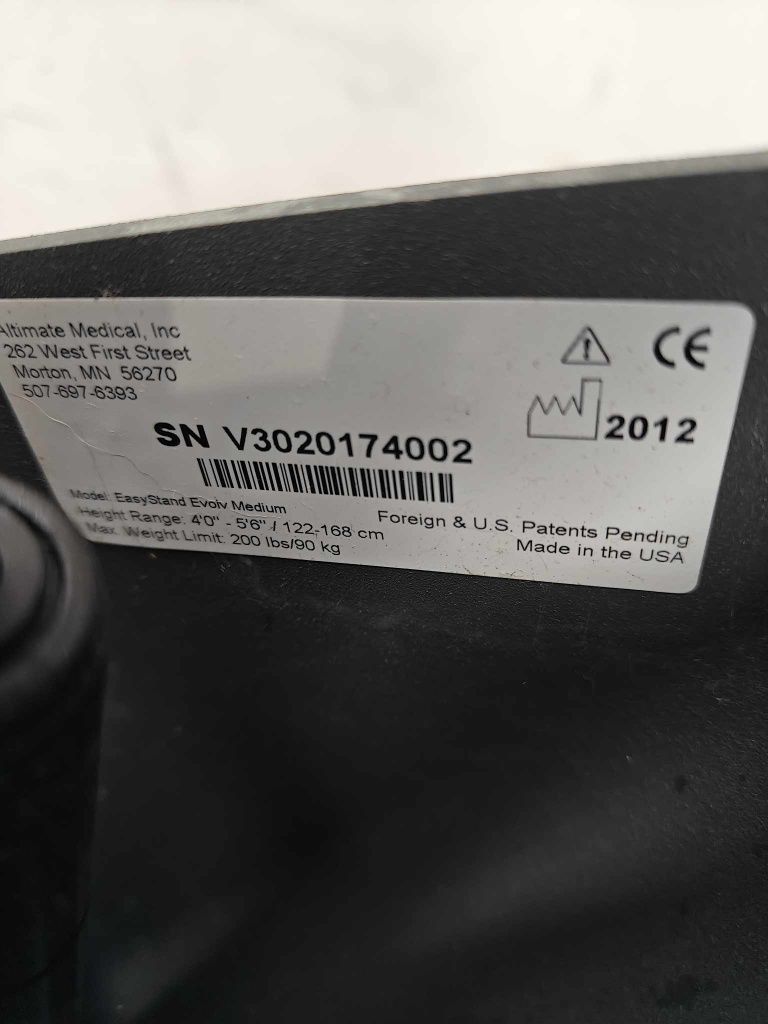 Altimate Medical, Inc
262 West First Street
Morton, MN 56270
507-697-6393
CE
2012
SN V3020174002
Model: EasyStand Evolv Medium
Height Range: 4'0" - 5'6" / 122-168 cm
Max. Weight Limit: 200 lbs/90 kg
Foreign & U.S. Patents Pending
Made in the USA